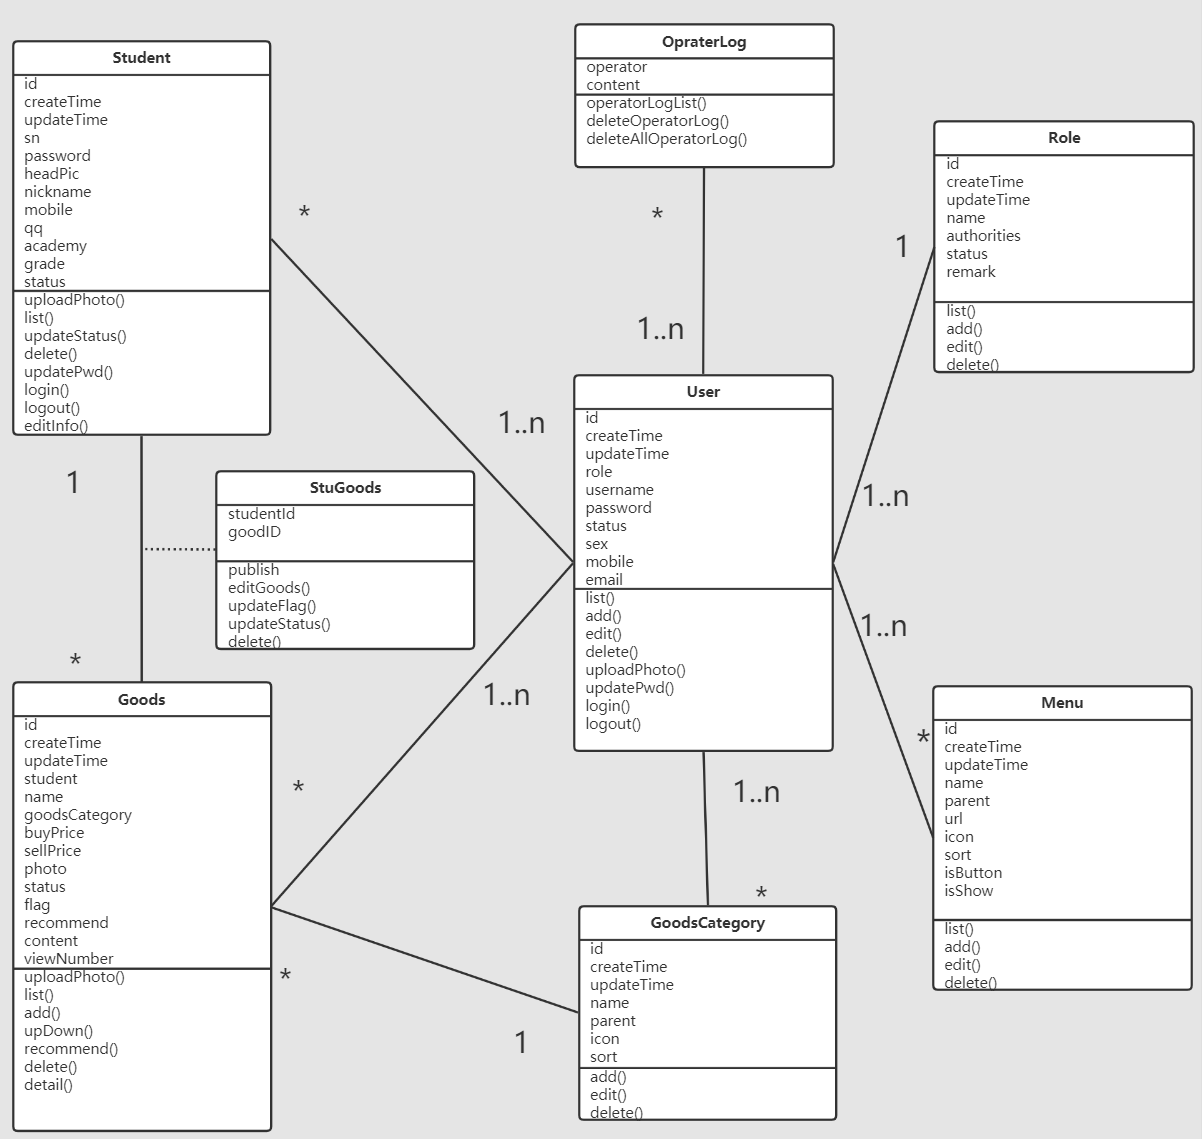 Student
id
createTime
updateTime
sn
password
headPic
nickname
mobile
qq
academy
grade
status
uploadPhoto()
list()
updateStatus()
delete()
updatePwd()
login()
logout()
editInfo()
OpraterLog
operator
content
operatorLogList()
deleteOperatorLog()
deleteAllOperatorLog()
Role
id
createTime
updateTime
name
authorities
status
remark
list()
add()
edit()
delete()
*
*
1
1..n
1..n
1..n
1
StuGoods
studentId
goodID
publish
editGoods()
updateFlag()
updateStatus()
delete()
User
id
createTime
updateTime
role
username
password
status
sex
mobile
email
list()
add()
edit()
delete()
uploadPhoto()
updatePwd()
login()
logout()
1..n
*
1..n
*
1..n
*
*
Goods
id
createTime
updateTime
student
name
goodsCategory
buyPrice
sellPrice
photo
status
flag
recommend
content
viewNumber
uploadPhoto()
list()
add()
upDown()
recommend()
delete()
detail()
*
1
GoodsCategory
id
createTime
updateTime
name
parent
icon
sort
add()
edit()
delete()
Menu
id
createTime
updateTime
name
parent
url
icon
sort
isButton
isShow
list()
add()
edit()
delete()